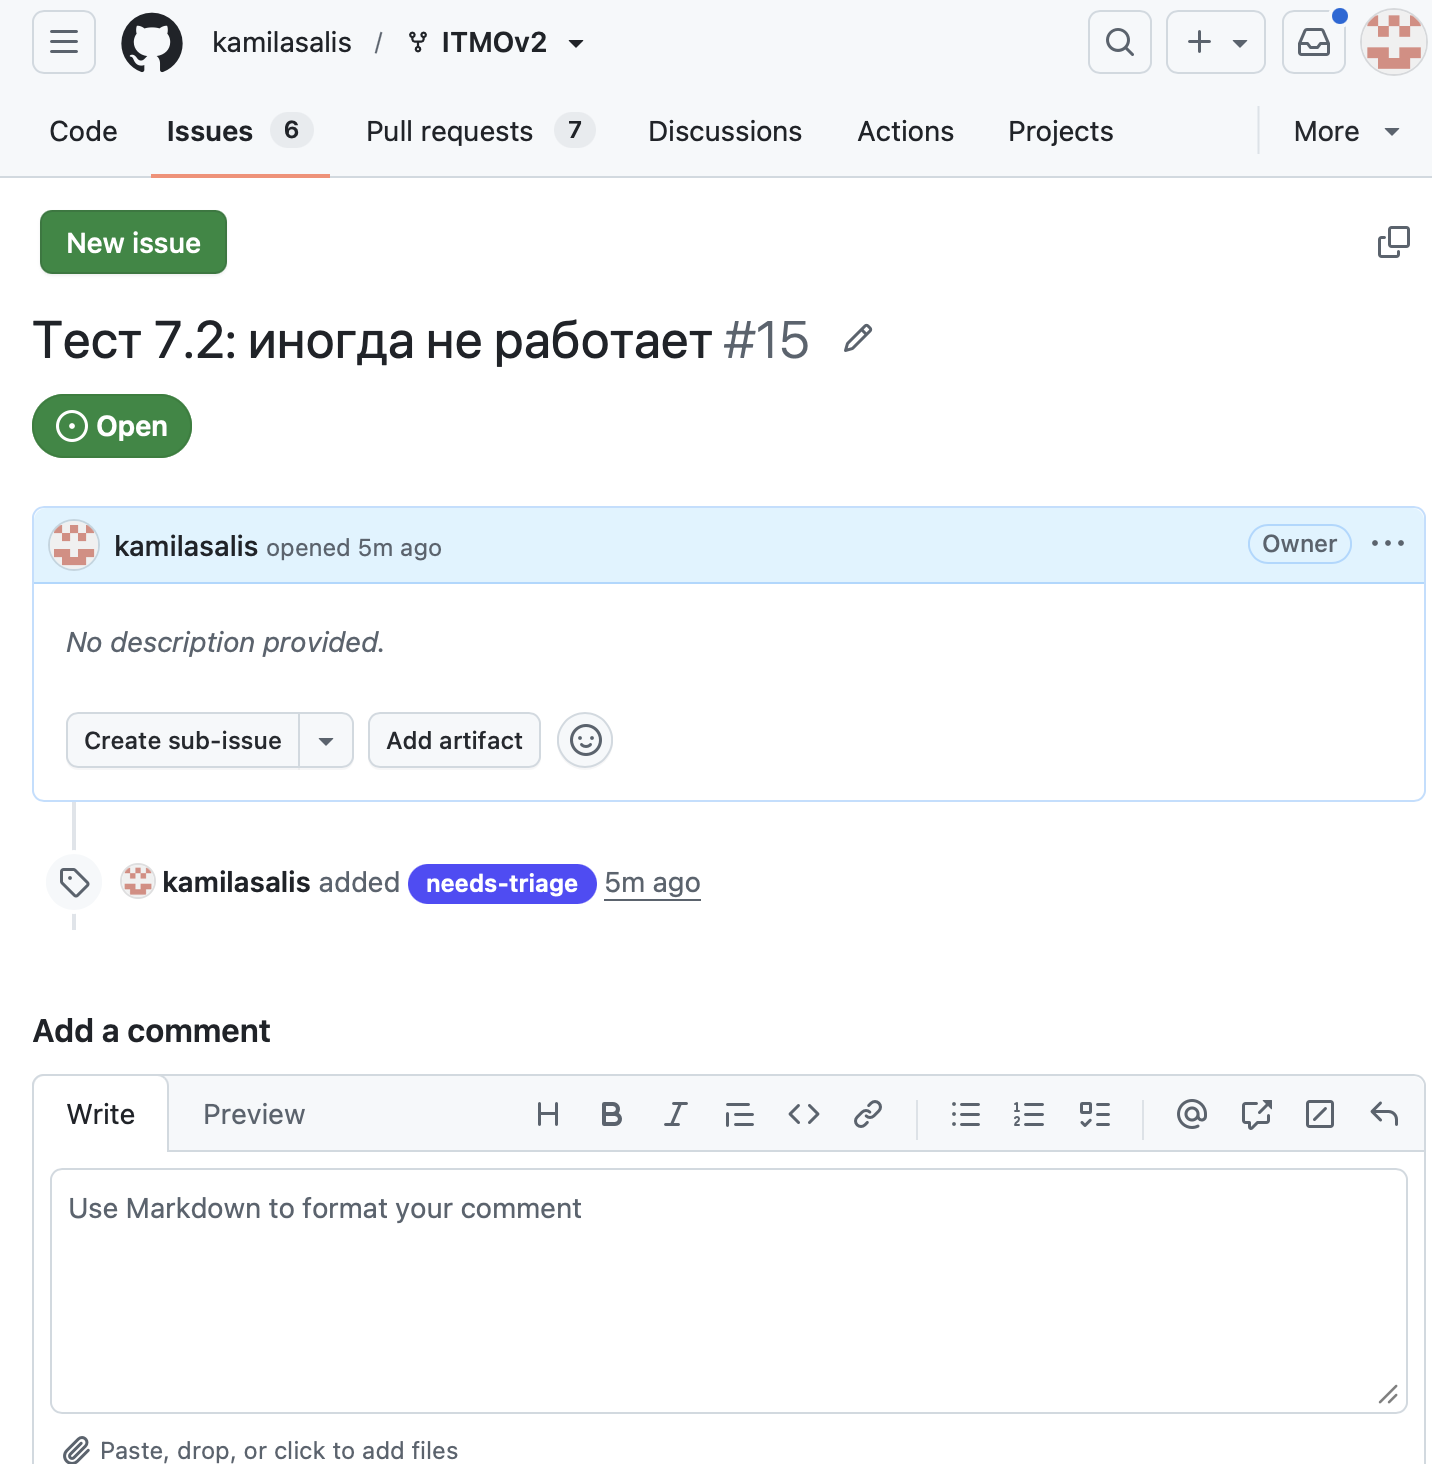 kamilasalis / ITMOv2
Code Issues 6 Pull requests 7 Discussions Actions Projects More
New issue
Тест 7.2: иногда не работает #15
Open
kamilasalis opened 5m ago Owner
No description provided.
Create sub-issue Add artifact
kamilasalis added needs-triage 5m ago
Add a comment
Write Preview
Use Markdown to format your comment
Paste, drop, or click to add files